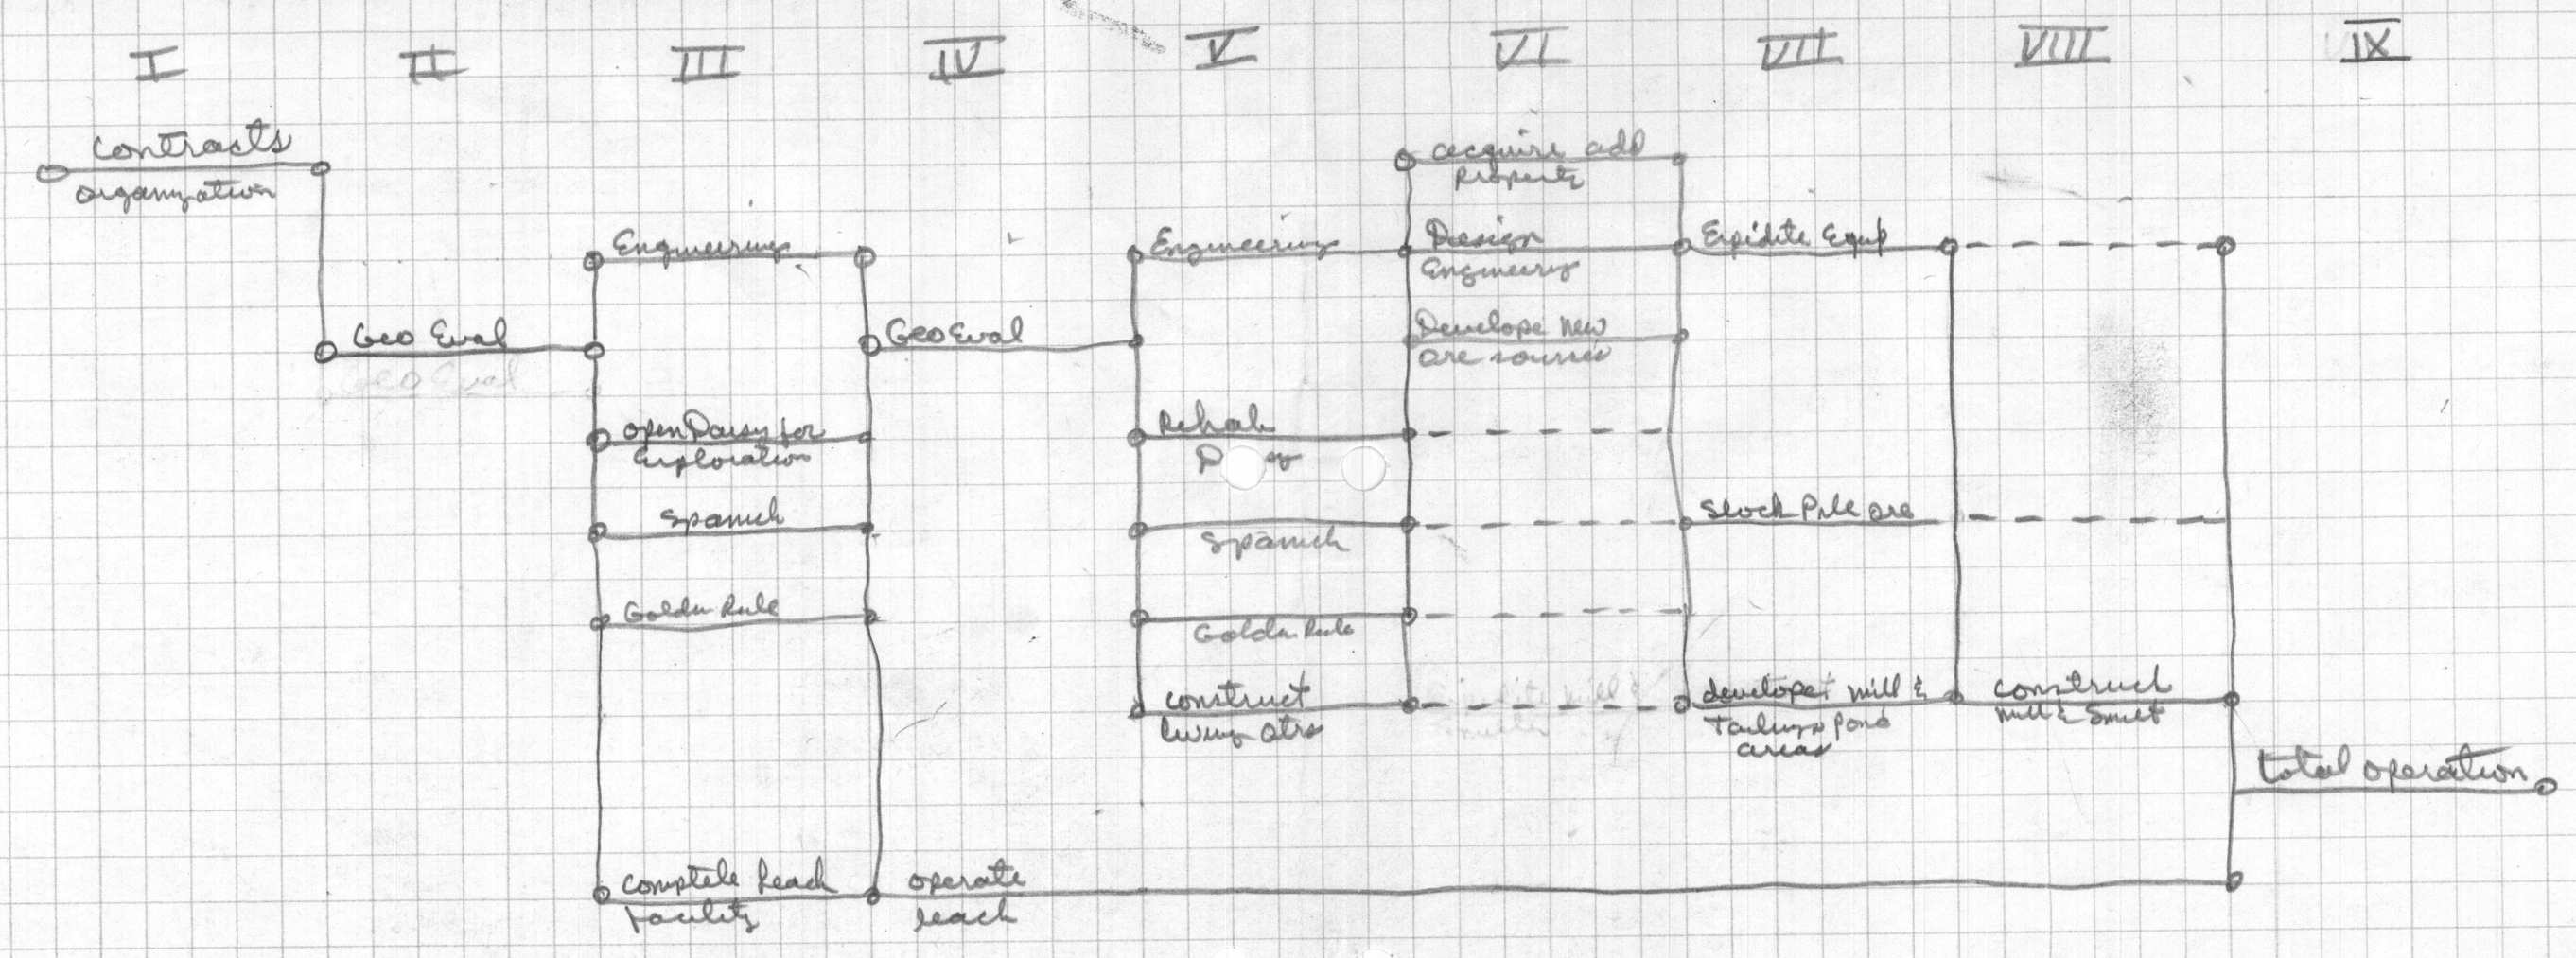 I II III IV V VI VII VIII IX
contracts
organization
Geo Eval
Geo Eval
Engineering
open Daisy for
Exploration
Spanish
Golden Rule
complete Leach
Facility
Geo Eval
operate
leach
Engineering
Rehab
Spanish
Golden Rule
construct
living qtrs
acquire add
Property
Design
Engineering
Develope new
ore sources
Expidite Equip
Stock Pile ore
develope mill &
Tailings Pond
areas
construct
mill & Smelt
total operation